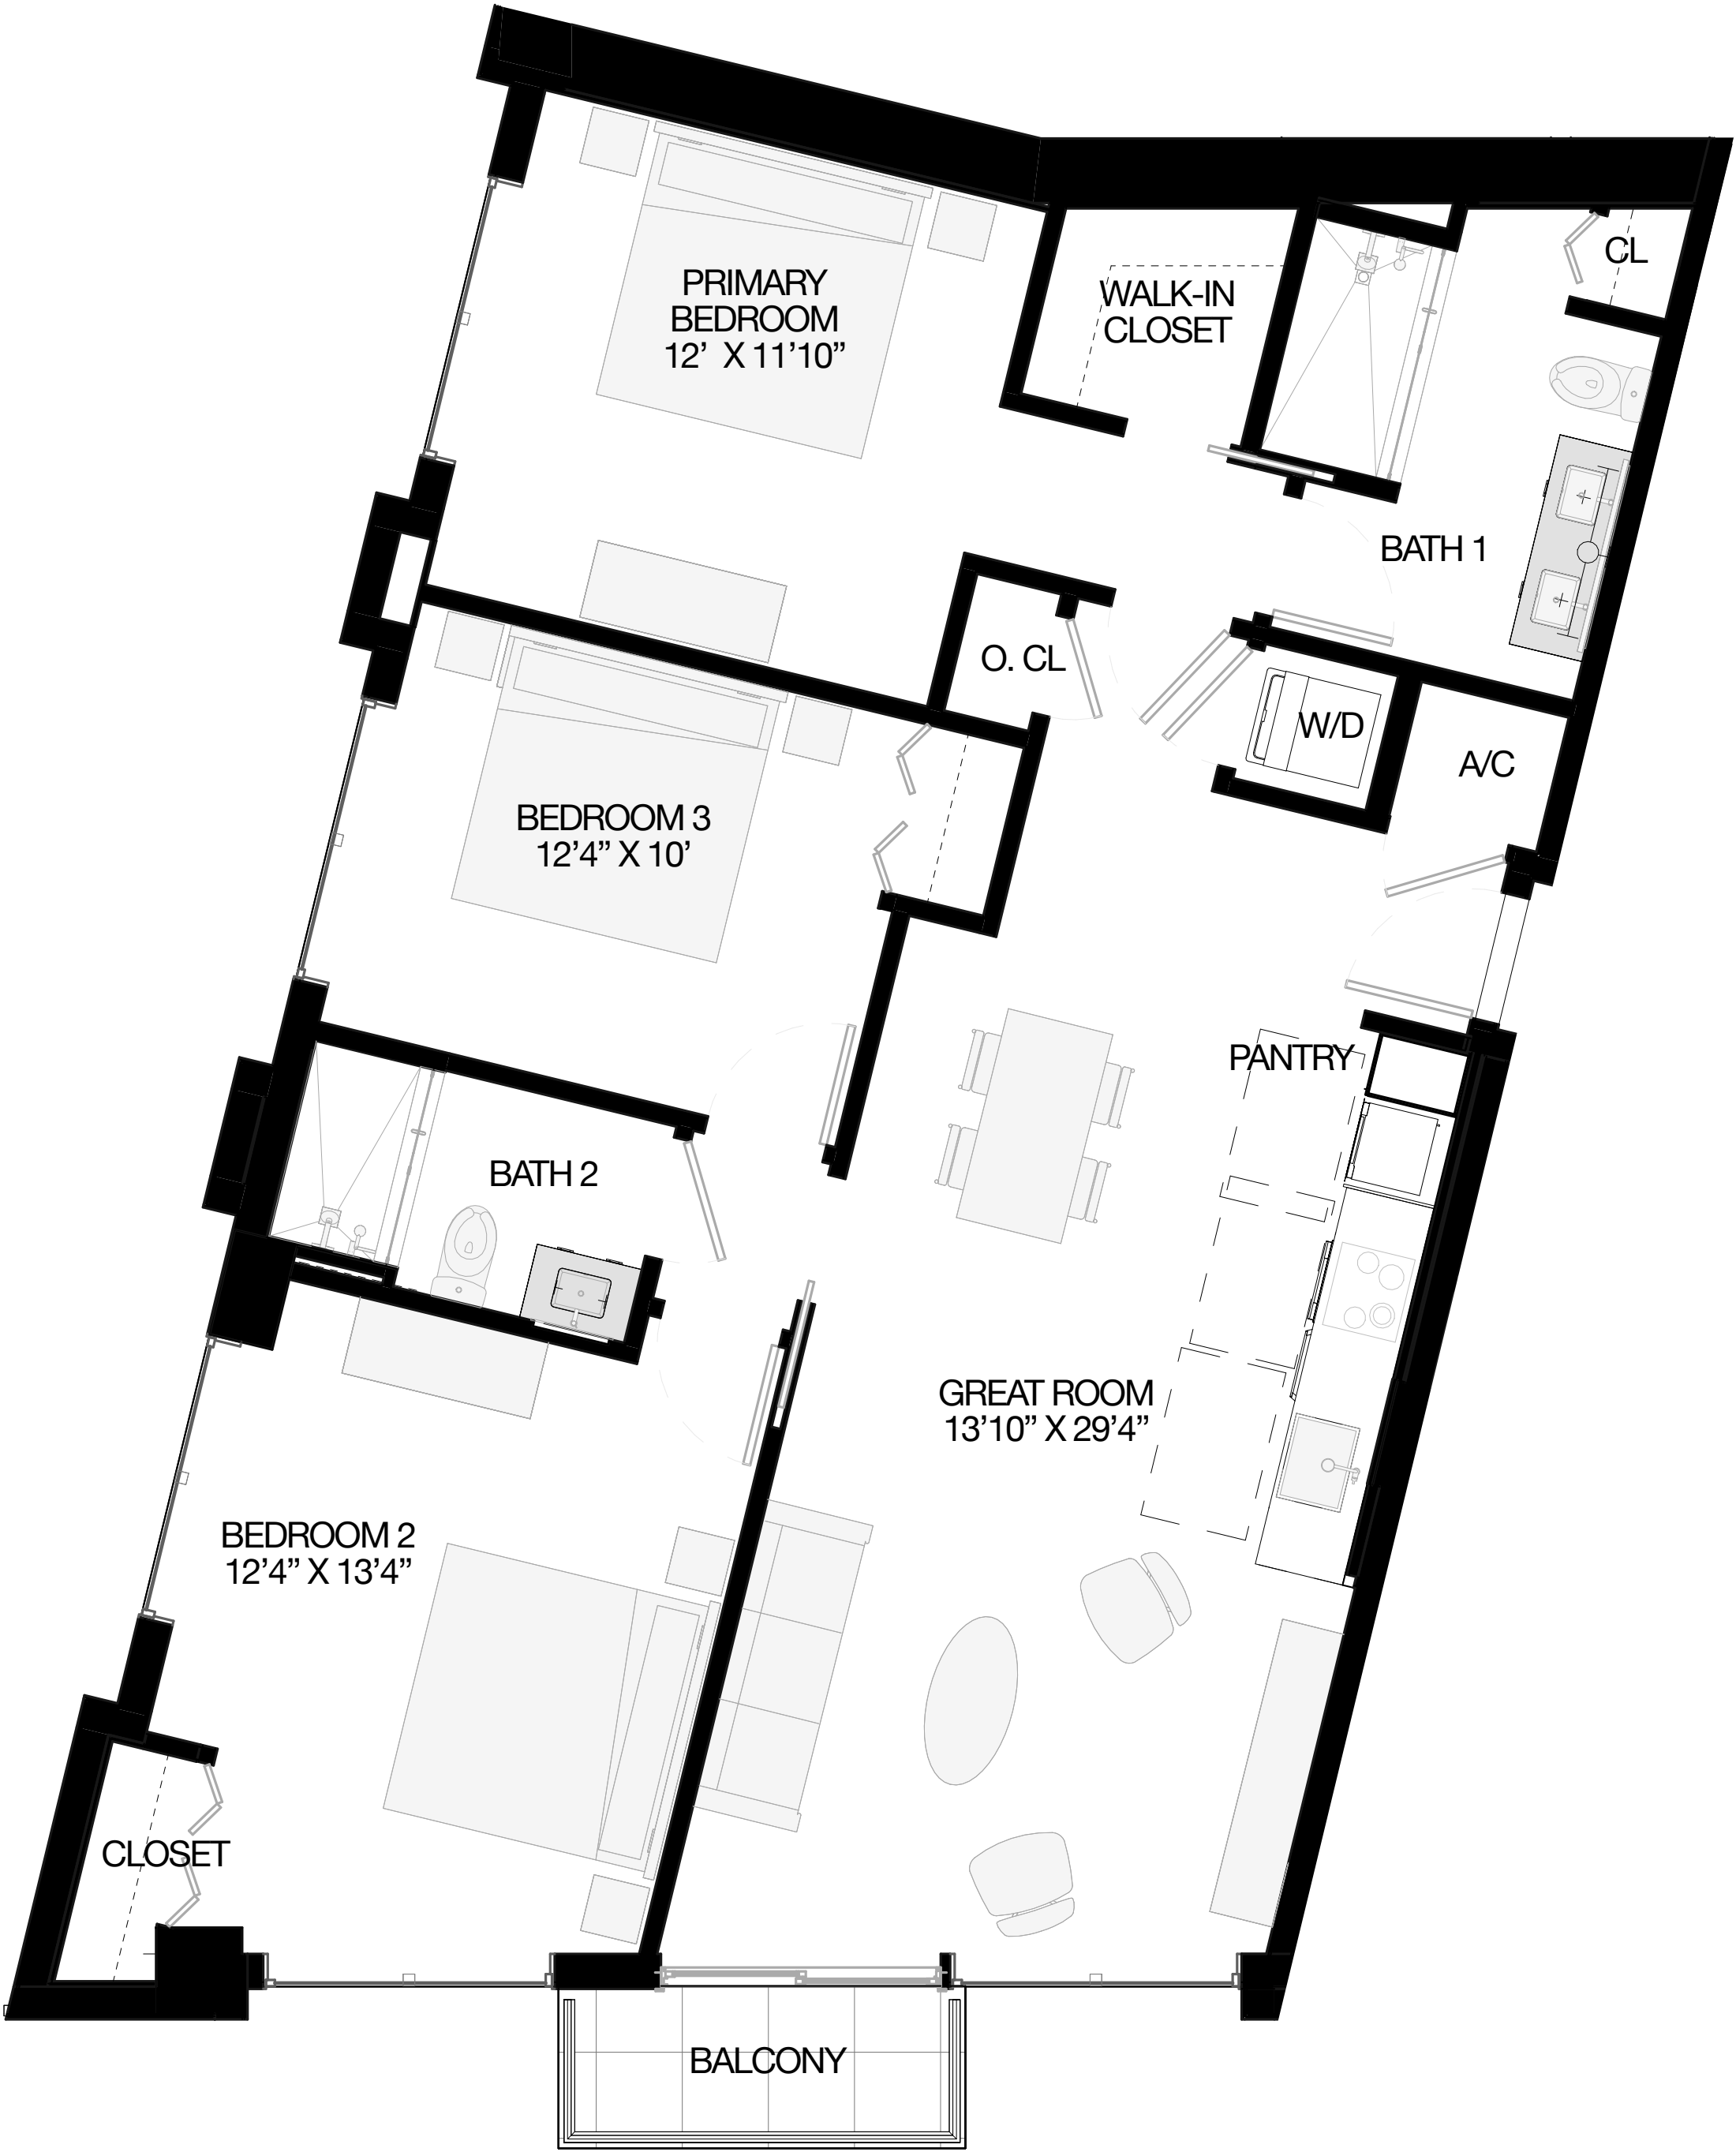 CL
PRIMARY
BEDROOM
12’ X 11’10”
WALK-IN
CLOSET
BATH 1
O. CL
W/D
A/C
BEDROOM 3
12’4” X 10’
PANTRY
BATH 2
GREAT ROOM
13’10” X 29’4”
BEDROOM 2
12’4” X 13’4”
CLOSET
BALCONY